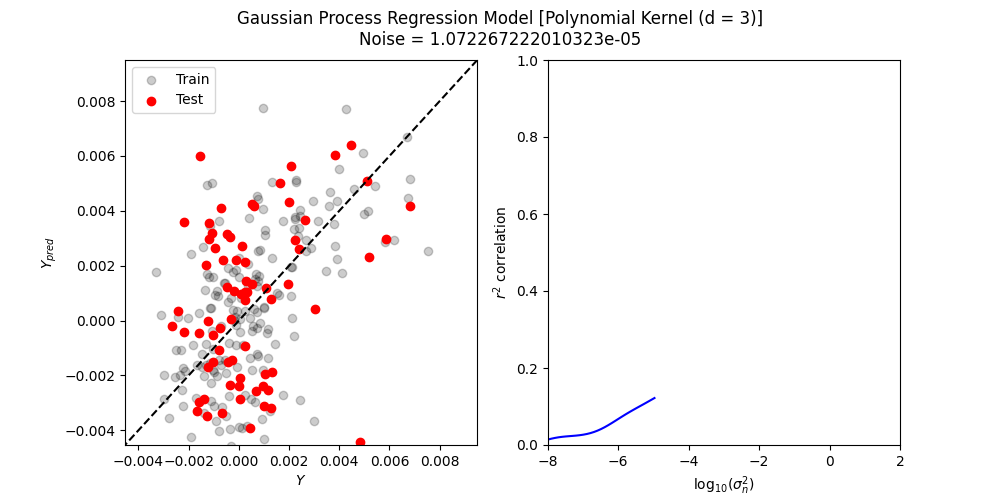 Gaussian Process Regression Model [Polynomial Kernel (d = 3)]
Noise = 1.072267222010323e-05
Train
Test
0.008
0.006
0.004
0.002
0.000
−0.002
−0.004
Y_pred
−0.004 −0.002 0.000 0.002 0.004 0.006 0.008
Y
1.0
0.8
0.6
0.4
0.2
0.0
r² correlation
−8 −6 −4 −2 0 2
log₁₀(σₙ²)